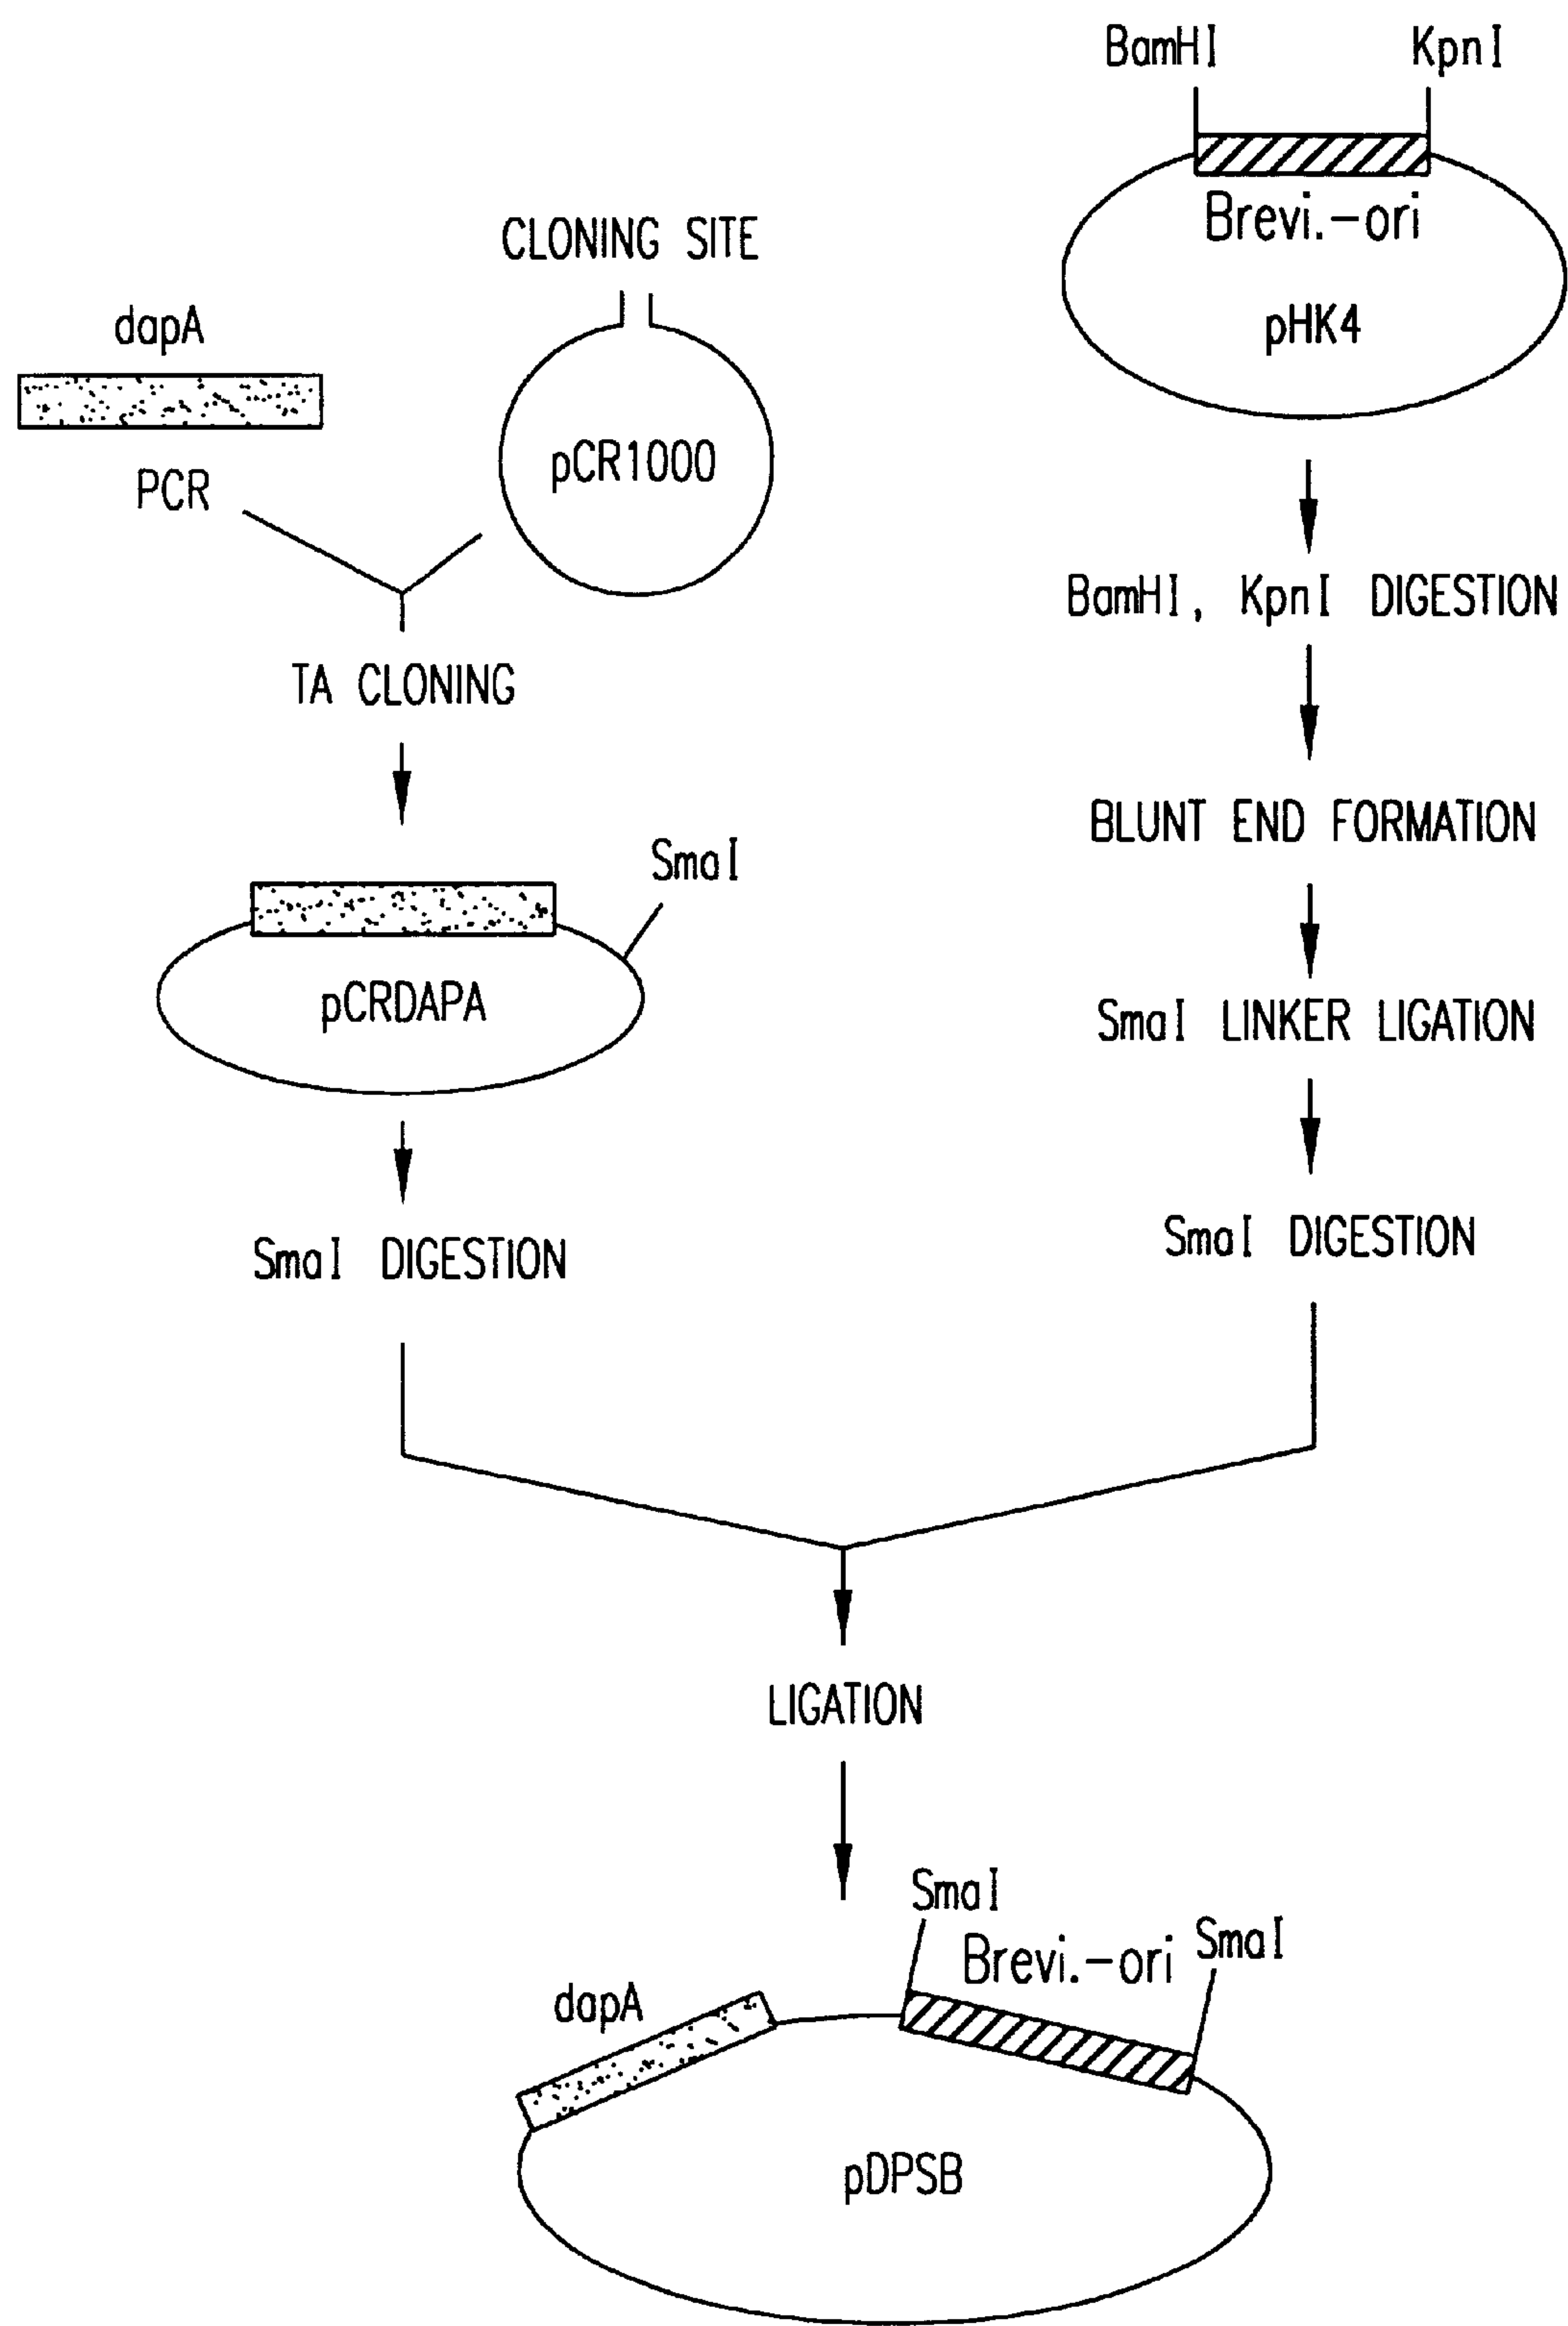 BamHI
KpnI
Brevi.-ori
pHK4
CLONING SITE
dapA
pCR1000
PCR
BamHI, KpnI DIGESTION
TA CLONING
BLUNT END FORMATION
SmaI
pCRDAPA
SmaI LINKER LIGATION
SmaI DIGESTION
SmaI DIGESTION
LIGATION
SmaI
Brevi.-ori
SmaI
dapA
pDPSB